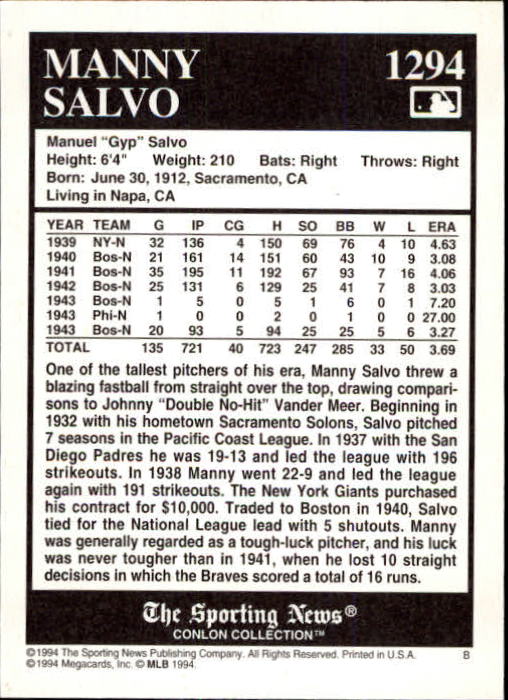 MANNY 1294
SALVO
Manuel "Gyp" Salvo
Height: 6'4" Weight: 210 Bats: Right Throws: Right
Born: June 30, 1912, Sacramento, CA
Living in Napa, CA
YEAR TEAM G IP CG H SO BB W L ERA
1939 NY-N 32 136 4 150 69 76 4 10 4.63
1940 Bos-N 21 161 14 151 60 43 10 9 3.08
1941 Bos-N 35 195 11 192 67 93 7 16 4.06
1942 Bos-N 25 131 6 129 25 41 7 8 3.03
1943 Bos-N 1 5 0 5 1 6 0 1 7.20
1943 Phi-N 1 0 0 2 0 1 0 0 27.00
1943 Bos-N 20 93 5 94 25 25 5 6 3.27
TOTAL 135 721 40 723 247 285 33 50 3.69
One of the tallest pitchers of his era, Manny Salvo threw a
blazing fastball from straight over the top, drawing compari-
sons to Johnny "Double No-Hit" Vander Meer. Beginning in
1932 with his hometown Sacramento Solons, Salvo pitched
7 seasons in the Pacific Coast League. In 1937 with the San
Diego Padres he was 19-13 and led the league with 196
strikeouts. In 1938 Manny went 22-9 and led the league
again with 191 strikeouts. The New York Giants purchased
his contract for $10,000. Traded to Boston in 1940, Salvo
tied for the National League lead with 5 shutouts. Manny
was generally regarded as a tough-luck pitcher, and his luck
was never tougher than in 1941, when he lost 10 straight
decisions in which the Braves scored a total of 16 runs.
The Sporting News®
CONLON COLLECTION™
©1994 The Sporting News Publishing Company. All Rights Reserved. Printed in U.S.A. B
©1994 Megacards, Inc. © MLB 1994.